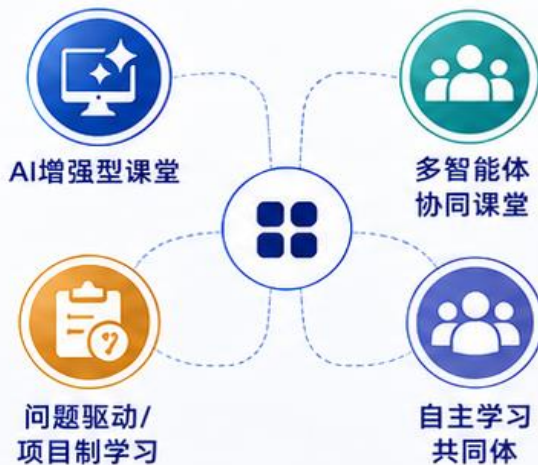 AI增强型课堂
多智能体
协同课堂
问题驱动/
项目制学习
自主学习
共同体